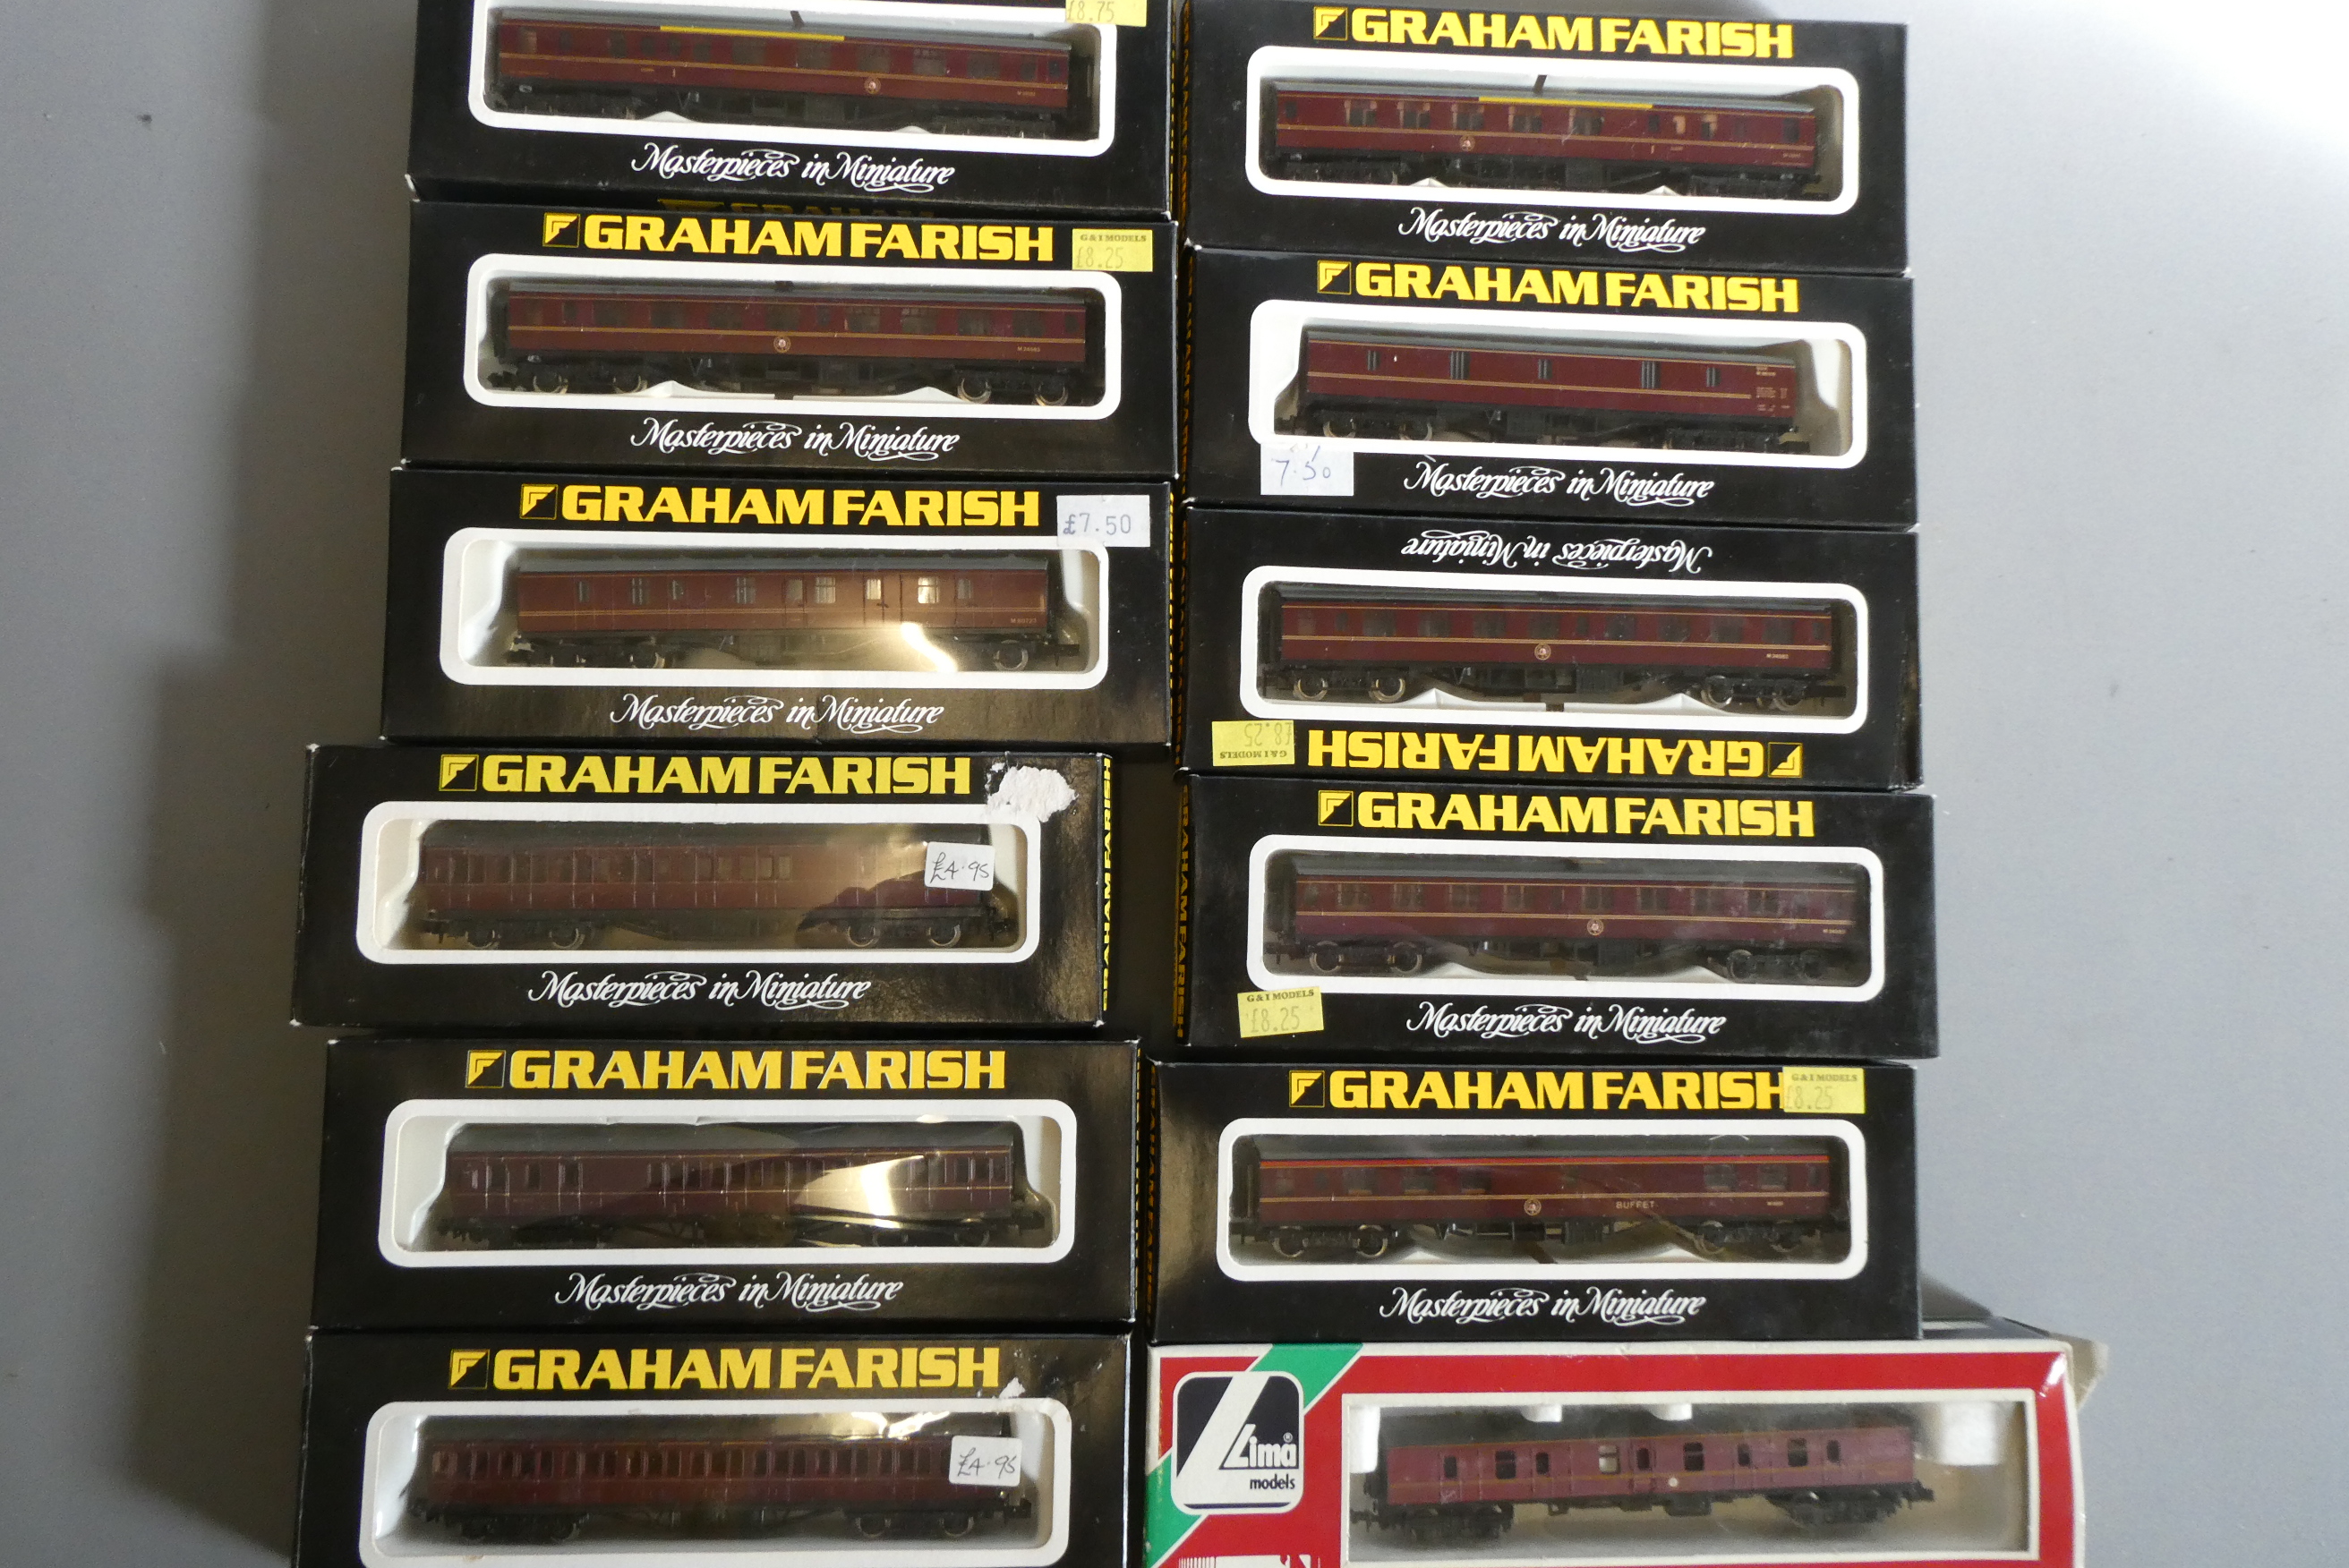 £8.75
Masterpieces in Miniature
GRAHAM FARISH
G & I MODELS
£8.25
Masterpieces in Miniature
GRAHAM FARISH
£7.50
Masterpieces in Miniature
GRAHAM FARISH
£4.95
Masterpieces in Miniature
GRAHAM FARISH
GRAHAM FARISH
Masterpieces in Miniature
GRAHAM FARISH
£4.95
GRAHAM FARISH
Masterpieces in Miniature
GRAHAM FARISH
7.50
Masterpieces in Miniature
Masterpieces in Miniature
G & I MODELS
£8.25
GRAHAM FARISH
GRAHAM FARISH
G & I MODELS
£8.25
Masterpieces in Miniature
GRAHAM FARISH
G & I MODELS
£8.25
BUFFET
Masterpieces in Miniature
Lima®
models